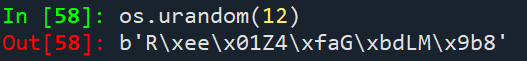 In [58]: os.urandom(12)
Out[58]: b'R\xee\x01Z4\xfaG\xbdLM\x9b8'